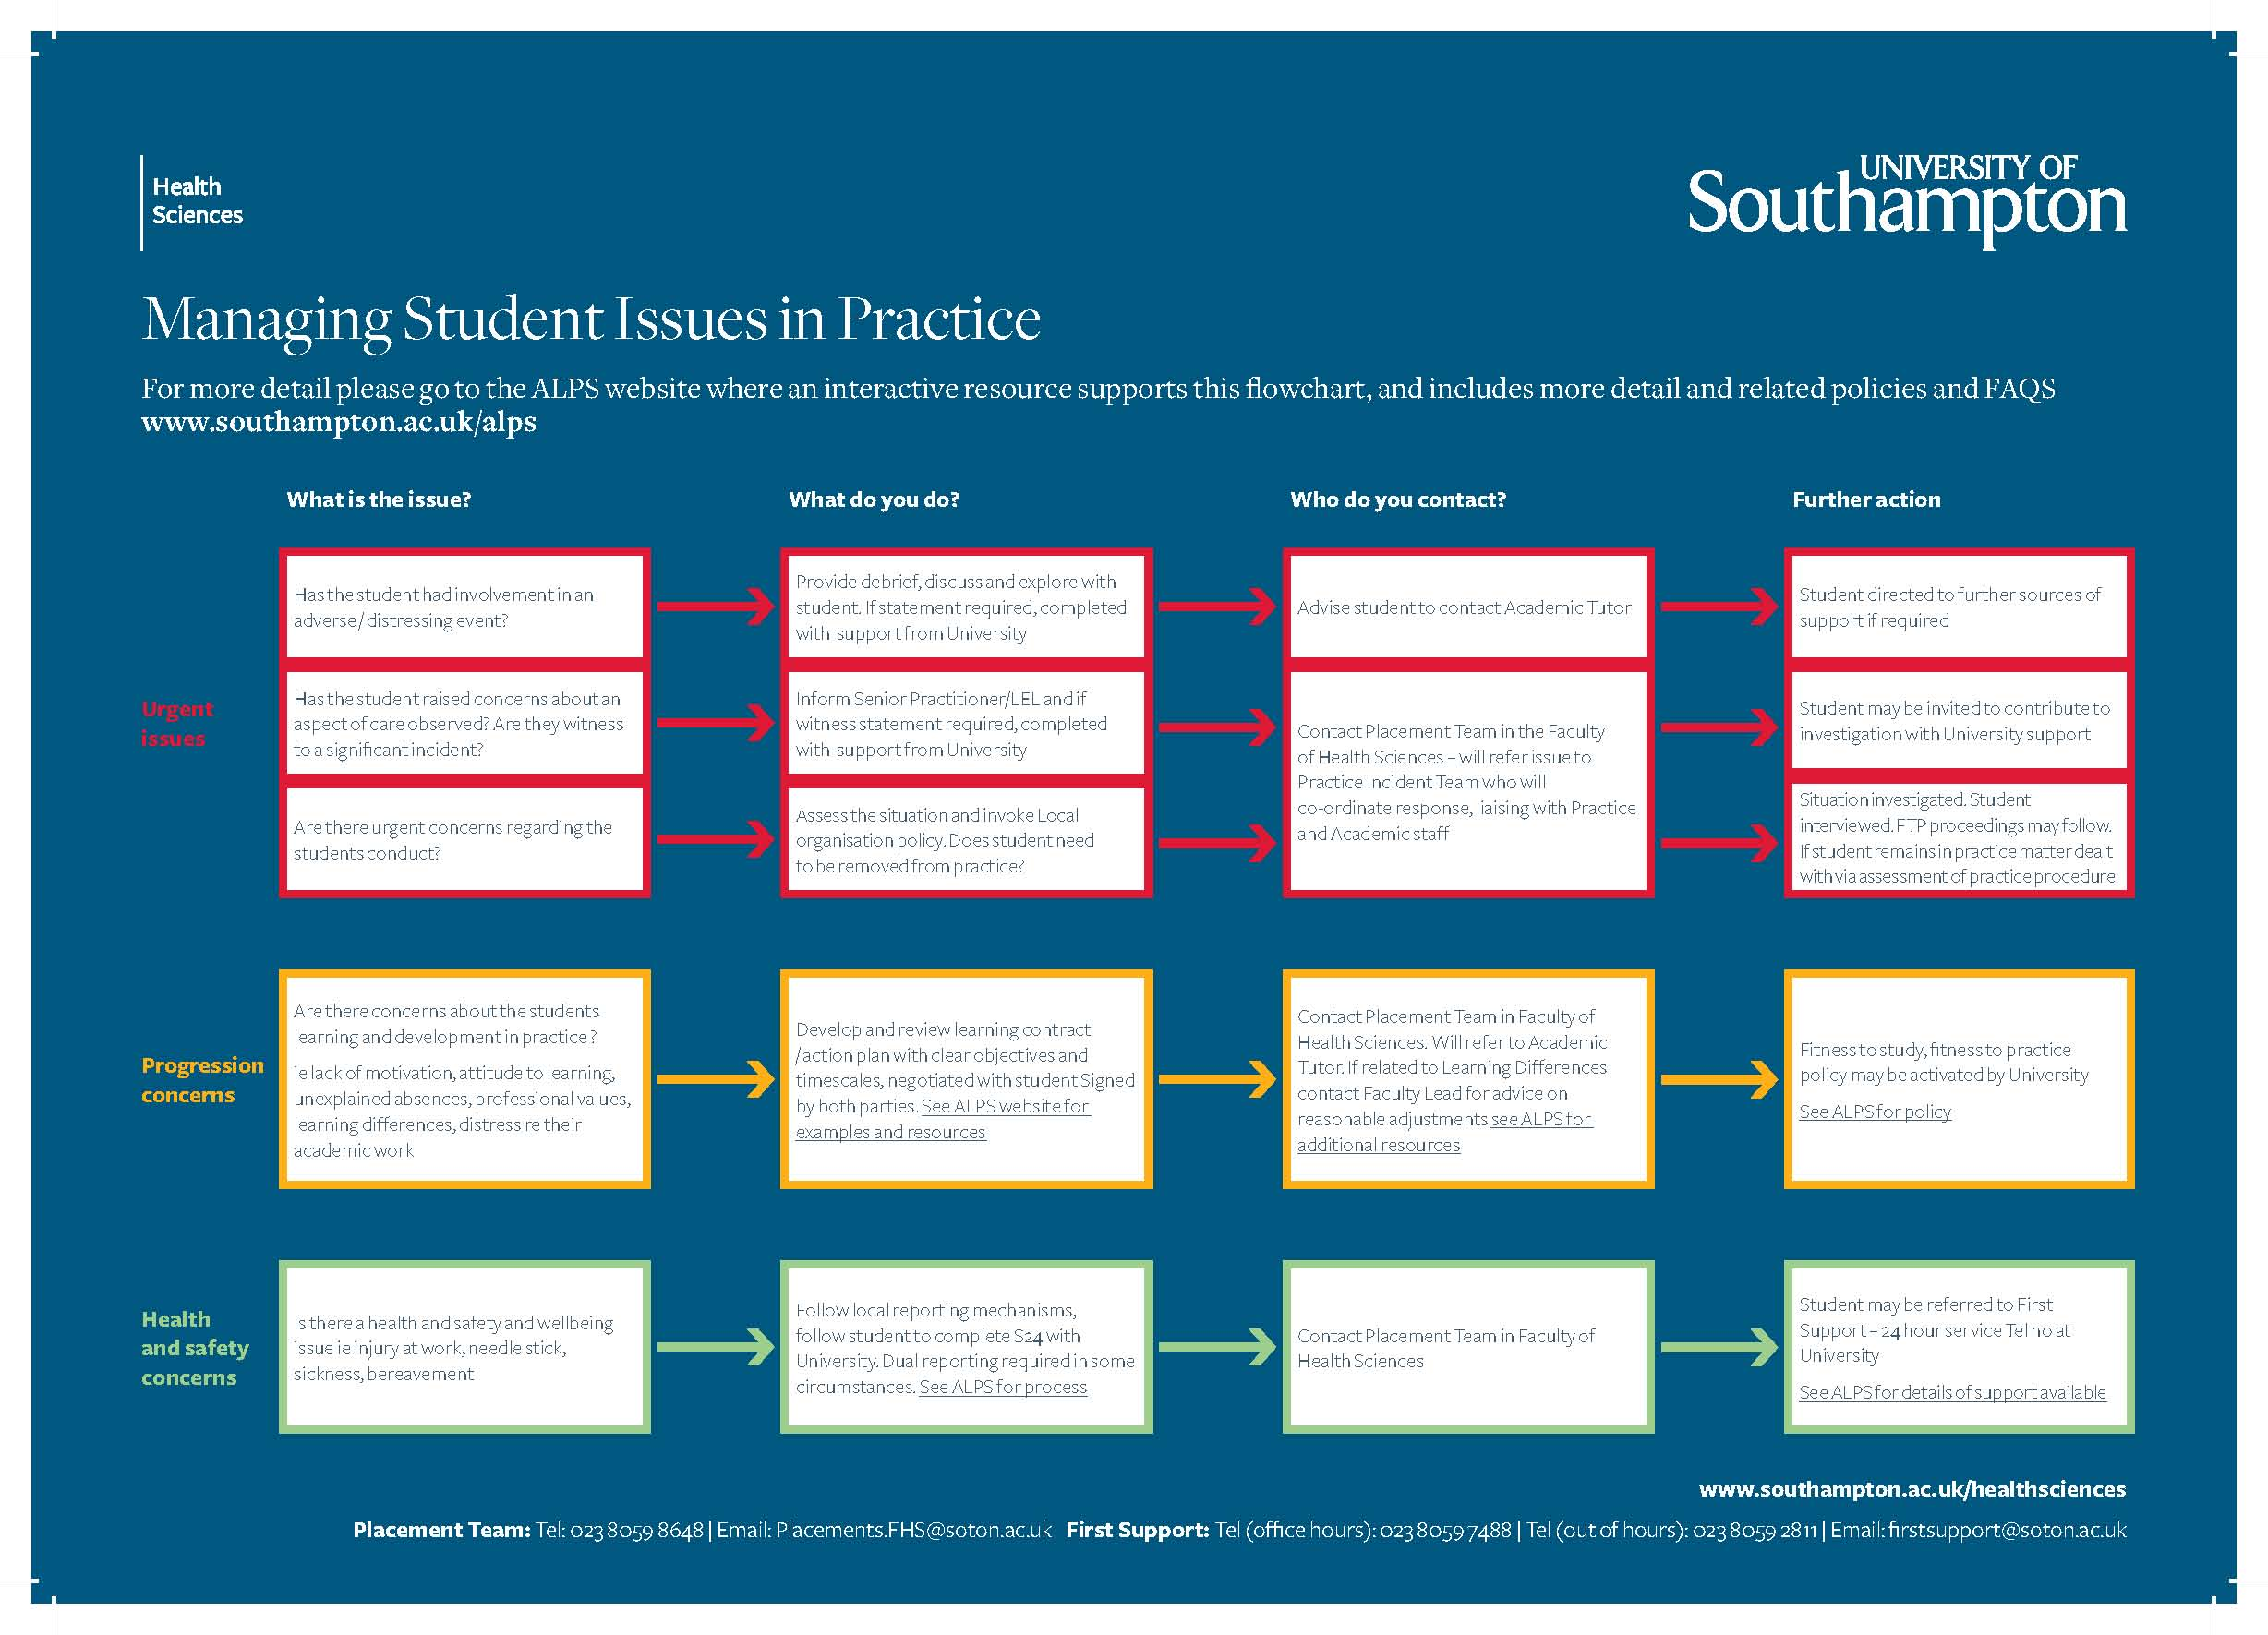 Health
Sciences
UNIVERSITY OF
Southampton
Managing Student Issues in Practice
For more detail please go to the ALPS website where an interactive resource supports this flowchart, and includes more detail and related policies and FAQS
www.southampton.ac.uk/alps
What is the issue?
What do you do?
Who do you contact?
Further action
Urgent
issues
Has the student had involvement in an
adverse/ distressing event?
Provide debrief, discuss and explore with
student. If statement required, completed
with support from University
Advise student to contact Academic Tutor
Student directed to further sources of
support if required
Has the student raised concerns about an
aspect of care observed? Are they witness
to a significant incident?
Inform Senior Practitioner/LEL and if
witness statement required, completed
with support from University
Contact Placement Team in the Faculty
of Health Sciences – will refer issue to
Practice Incident Team who will
co-ordinate response, liaising with Practice
and Academic staff
Student may be invited to contribute to
investigation with University support
Are there urgent concerns regarding the
students conduct?
Assess the situation and invoke Local
organisation policy. Does student need
to be removed from practice?
Situation investigated. Student
interviewed. FTP proceedings may follow.
If student remains in practice matter dealt
with via assessment of practice procedure
Progression
concerns
Are there concerns about the students
learning and development in practice ?
ie lack of motivation, attitude to learning,
unexplained absences, professional values,
learning differences, distress re their
academic work
Develop and review learning contract
/action plan with clear objectives and
timescales, negotiated with student Signed
by both parties. See ALPS website for
examples and resources
Contact Placement Team in Faculty of
Health Sciences. Will refer to Academic
Tutor. If related to Learning Differences
contact Faculty Lead for advice on
reasonable adjustments see ALPS for
additional resources
Fitness to study, fitness to practice
policy may be activated by University
See ALPS for policy
Health
and safety
concerns
Is there a health and safety and wellbeing
issue ie injury at work, needle stick,
sickness, bereavement
Follow local reporting mechanisms,
follow student to complete S24 with
University. Dual reporting required in some
circumstances. See ALPS for process
Contact Placement Team in Faculty of
Health Sciences
Student may be referred to First
Support – 24 hour service Tel no at
University
See ALPS for details of support available
www.southampton.ac.uk/healthsciences
Placement Team: Tel: 023 8059 8648 | Email: Placements.FHS@soton.ac.uk First Support: Tel (office hours): 023 8059 7488 | Tel (out of hours): 023 8059 2811 | Email: firstsupport@soton.ac.uk